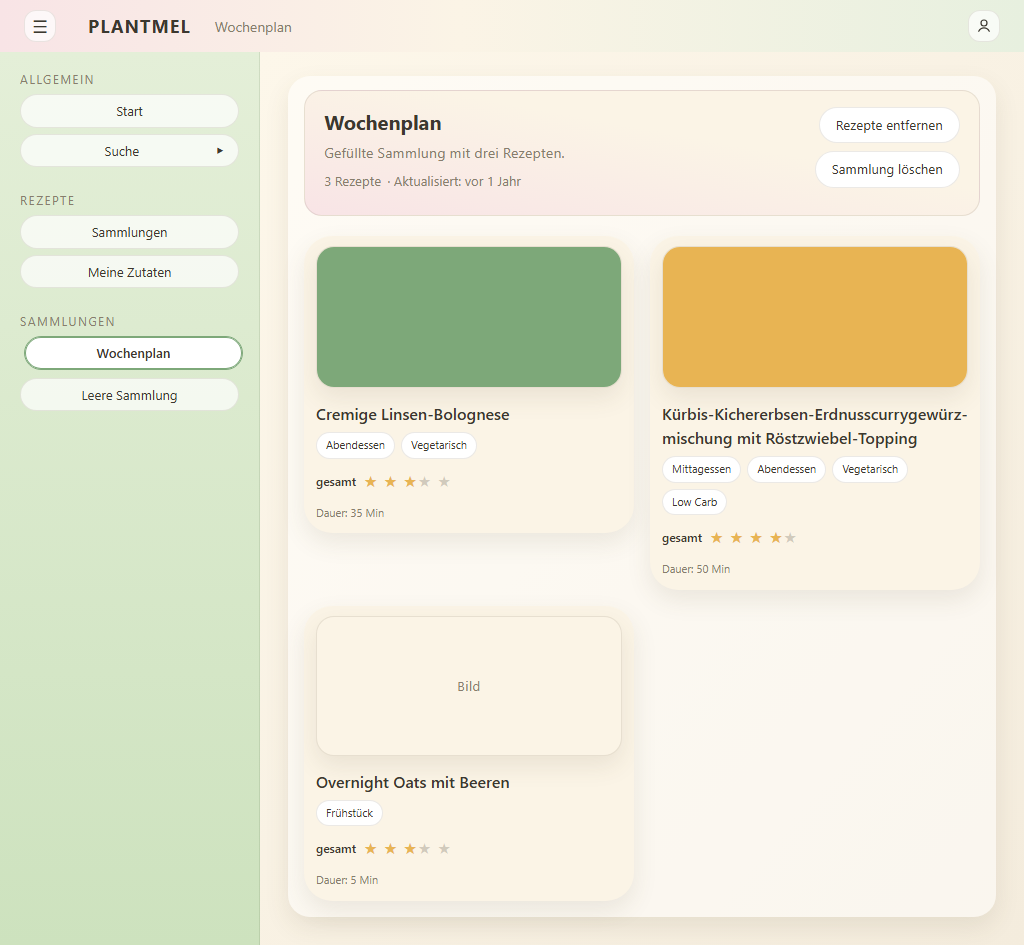 ☰ PLANTMEL Wochenplan
ALLGEMEIN
Start
Suche ▸
REZEPTE
Sammlungen
Meine Zutaten
SAMMLUNGEN
Wochenplan
Leere Sammlung
Wochenplan
Gefüllte Sammlung mit drei Rezepten.
3 Rezepte · Aktualisiert: vor 1 Jahr
Rezepte entfernen
Sammlung löschen
Cremige Linsen-Bolognese
Abendessen Vegetarisch
gesamt ★ ★ ★ ★ ★
Dauer: 35 Min
Kürbis-Kichererbsen-Erdnusscurrygewürz-
mischung mit Röstzwiebel-Topping
Mittagessen Abendessen Vegetarisch
Low Carb
gesamt ★ ★ ★ ★ ★
Dauer: 50 Min
Bild
Overnight Oats mit Beeren
Frühstück
gesamt ★ ★ ★ ★ ★
Dauer: 5 Min